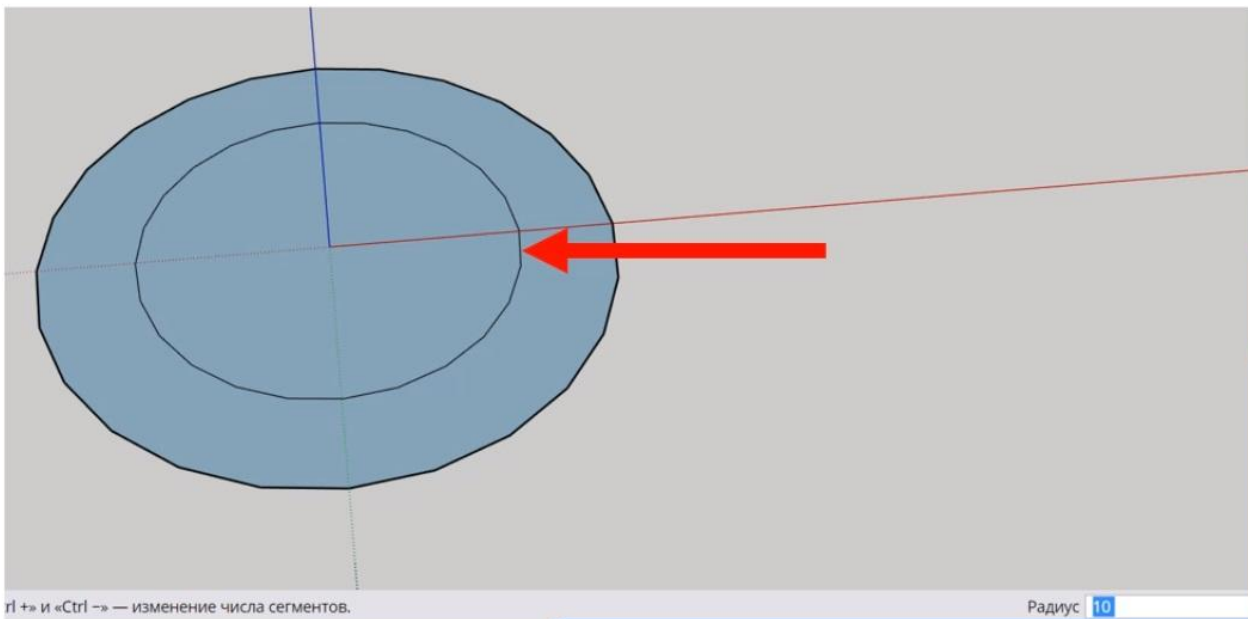 rl +» и «Ctrl −» — изменение числа сегментов.
Радиус 10